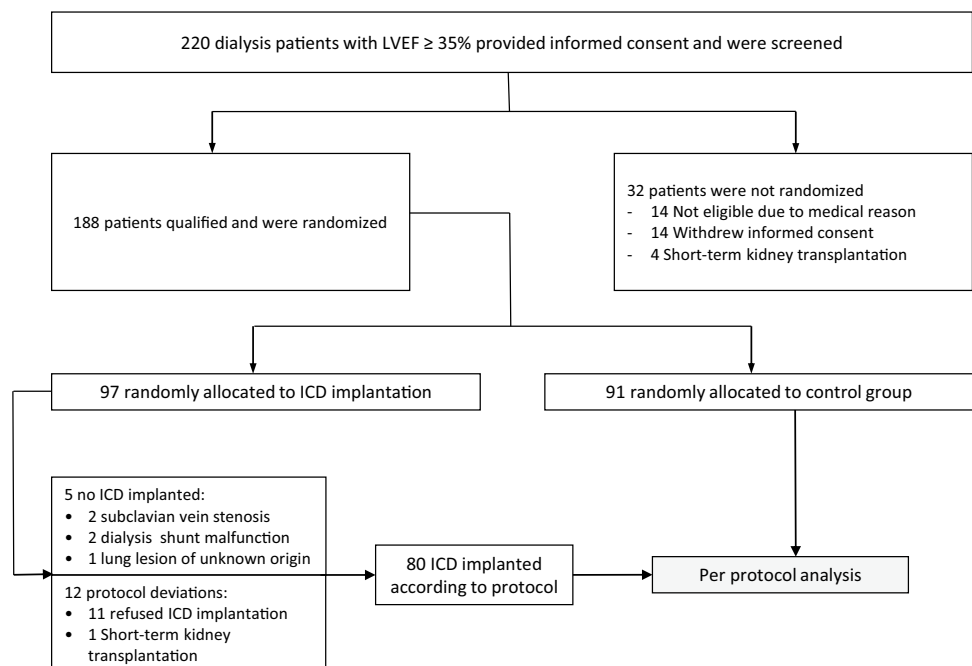 220 dialysis patients with LVEF ≥ 35% provided informed consent and were screened
188 patients qualified and were randomized
32 patients were not randomized
- 14 Not eligible due to medical reason
- 14 Withdrew informed consent
- 4 Short-term kidney transplantation
97 randomly allocated to ICD implantation
91 randomly allocated to control group
5 no ICD implanted:
• 2 subclavian vein stenosis
• 2 dialysis shunt malfunction
• 1 lung lesion of unknown origin
12 protocol deviations:
• 11 refused ICD implantation
• 1 Short-term kidney
transplantation
80 ICD implanted
according to protocol
Per protocol analysis